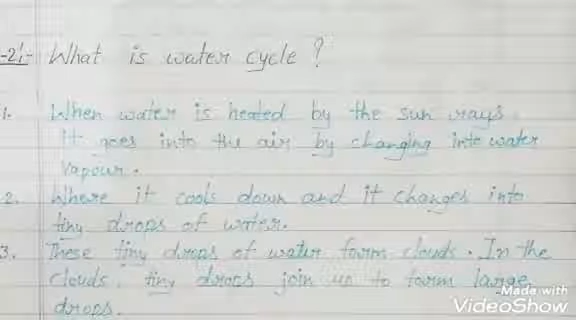 -2:- What is water cycle ?
1. When water is heated by the sun rays.
It goes into the air by changing into water
vapour.
2. Where it cools down and it changes into
tiny drops of water.
3. These tiny drops of water form clouds. In the
clouds, tiny drops join up to form large
drops.
Made with
VideoShow